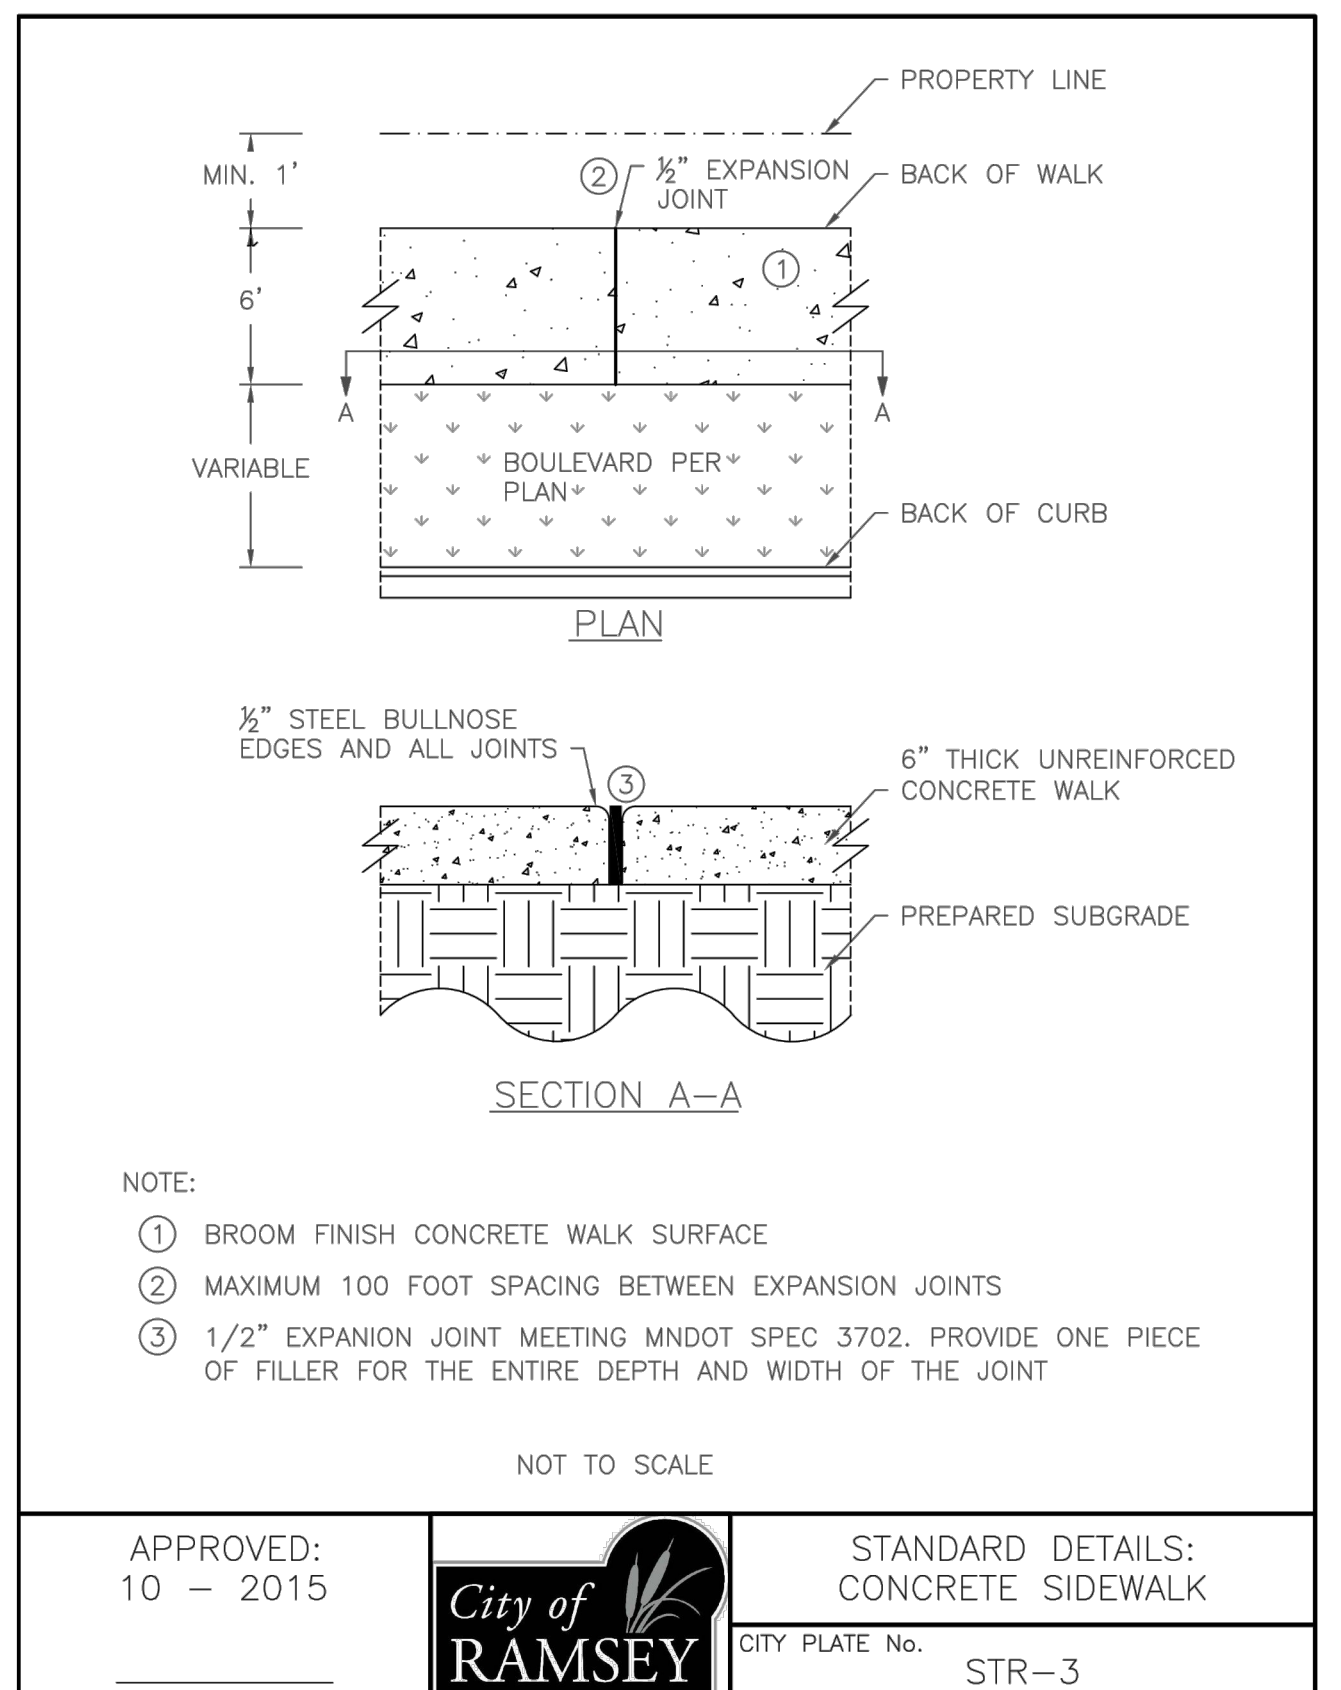 PROPERTY LINE
MIN. 1'
② ½" EXPANSION
JOINT
BACK OF WALK
①
6'
A
A
VARIABLE
BOULEVARD PER
PLAN
BACK OF CURB
PLAN
½" STEEL BULLNOSE
EDGES AND ALL JOINTS
③
6" THICK UNREINFORCED
CONCRETE WALK
PREPARED SUBGRADE
SECTION A-A
NOTE:
① BROOM FINISH CONCRETE WALK SURFACE
② MAXIMUM 100 FOOT SPACING BETWEEN EXPANSION JOINTS
③ 1/2" EXPANION JOINT MEETING MNDOT SPEC 3702. PROVIDE ONE PIECE
OF FILLER FOR THE ENTIRE DEPTH AND WIDTH OF THE JOINT
NOT TO SCALE
APPROVED:
10 - 2015
City of
RAMSEY
STANDARD DETAILS:
CONCRETE SIDEWALK
CITY PLATE No.
STR-3